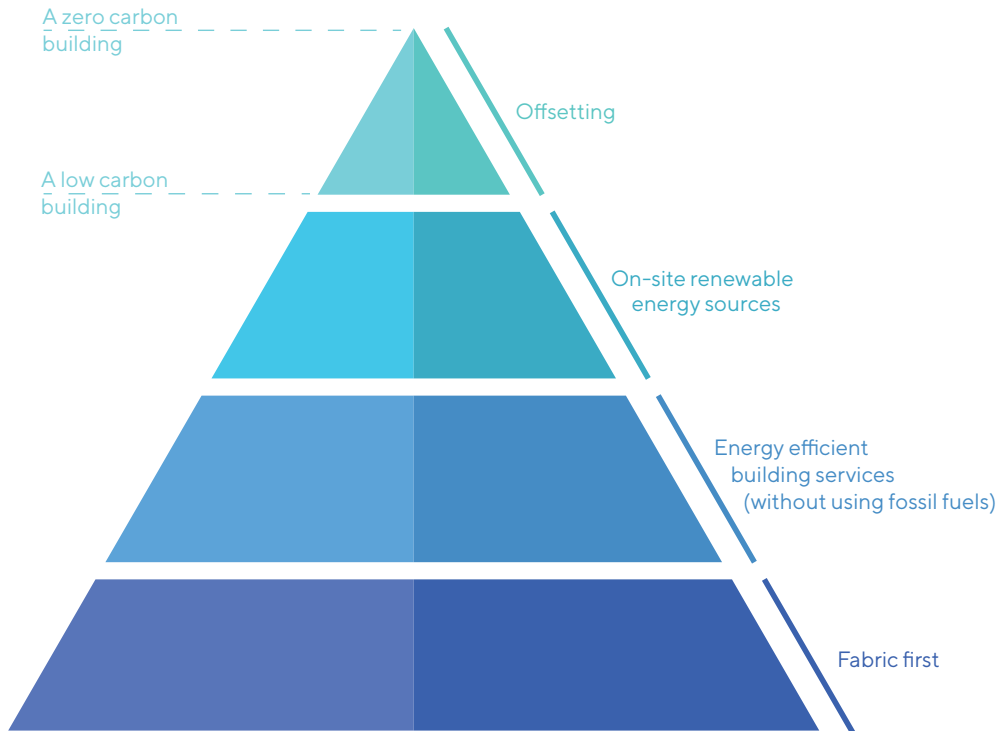 A zero carbon
building
Offsetting
A low carbon
building
On-site renewable
energy sources
Energy efficient
building services
(without using fossil fuels)
Fabric first